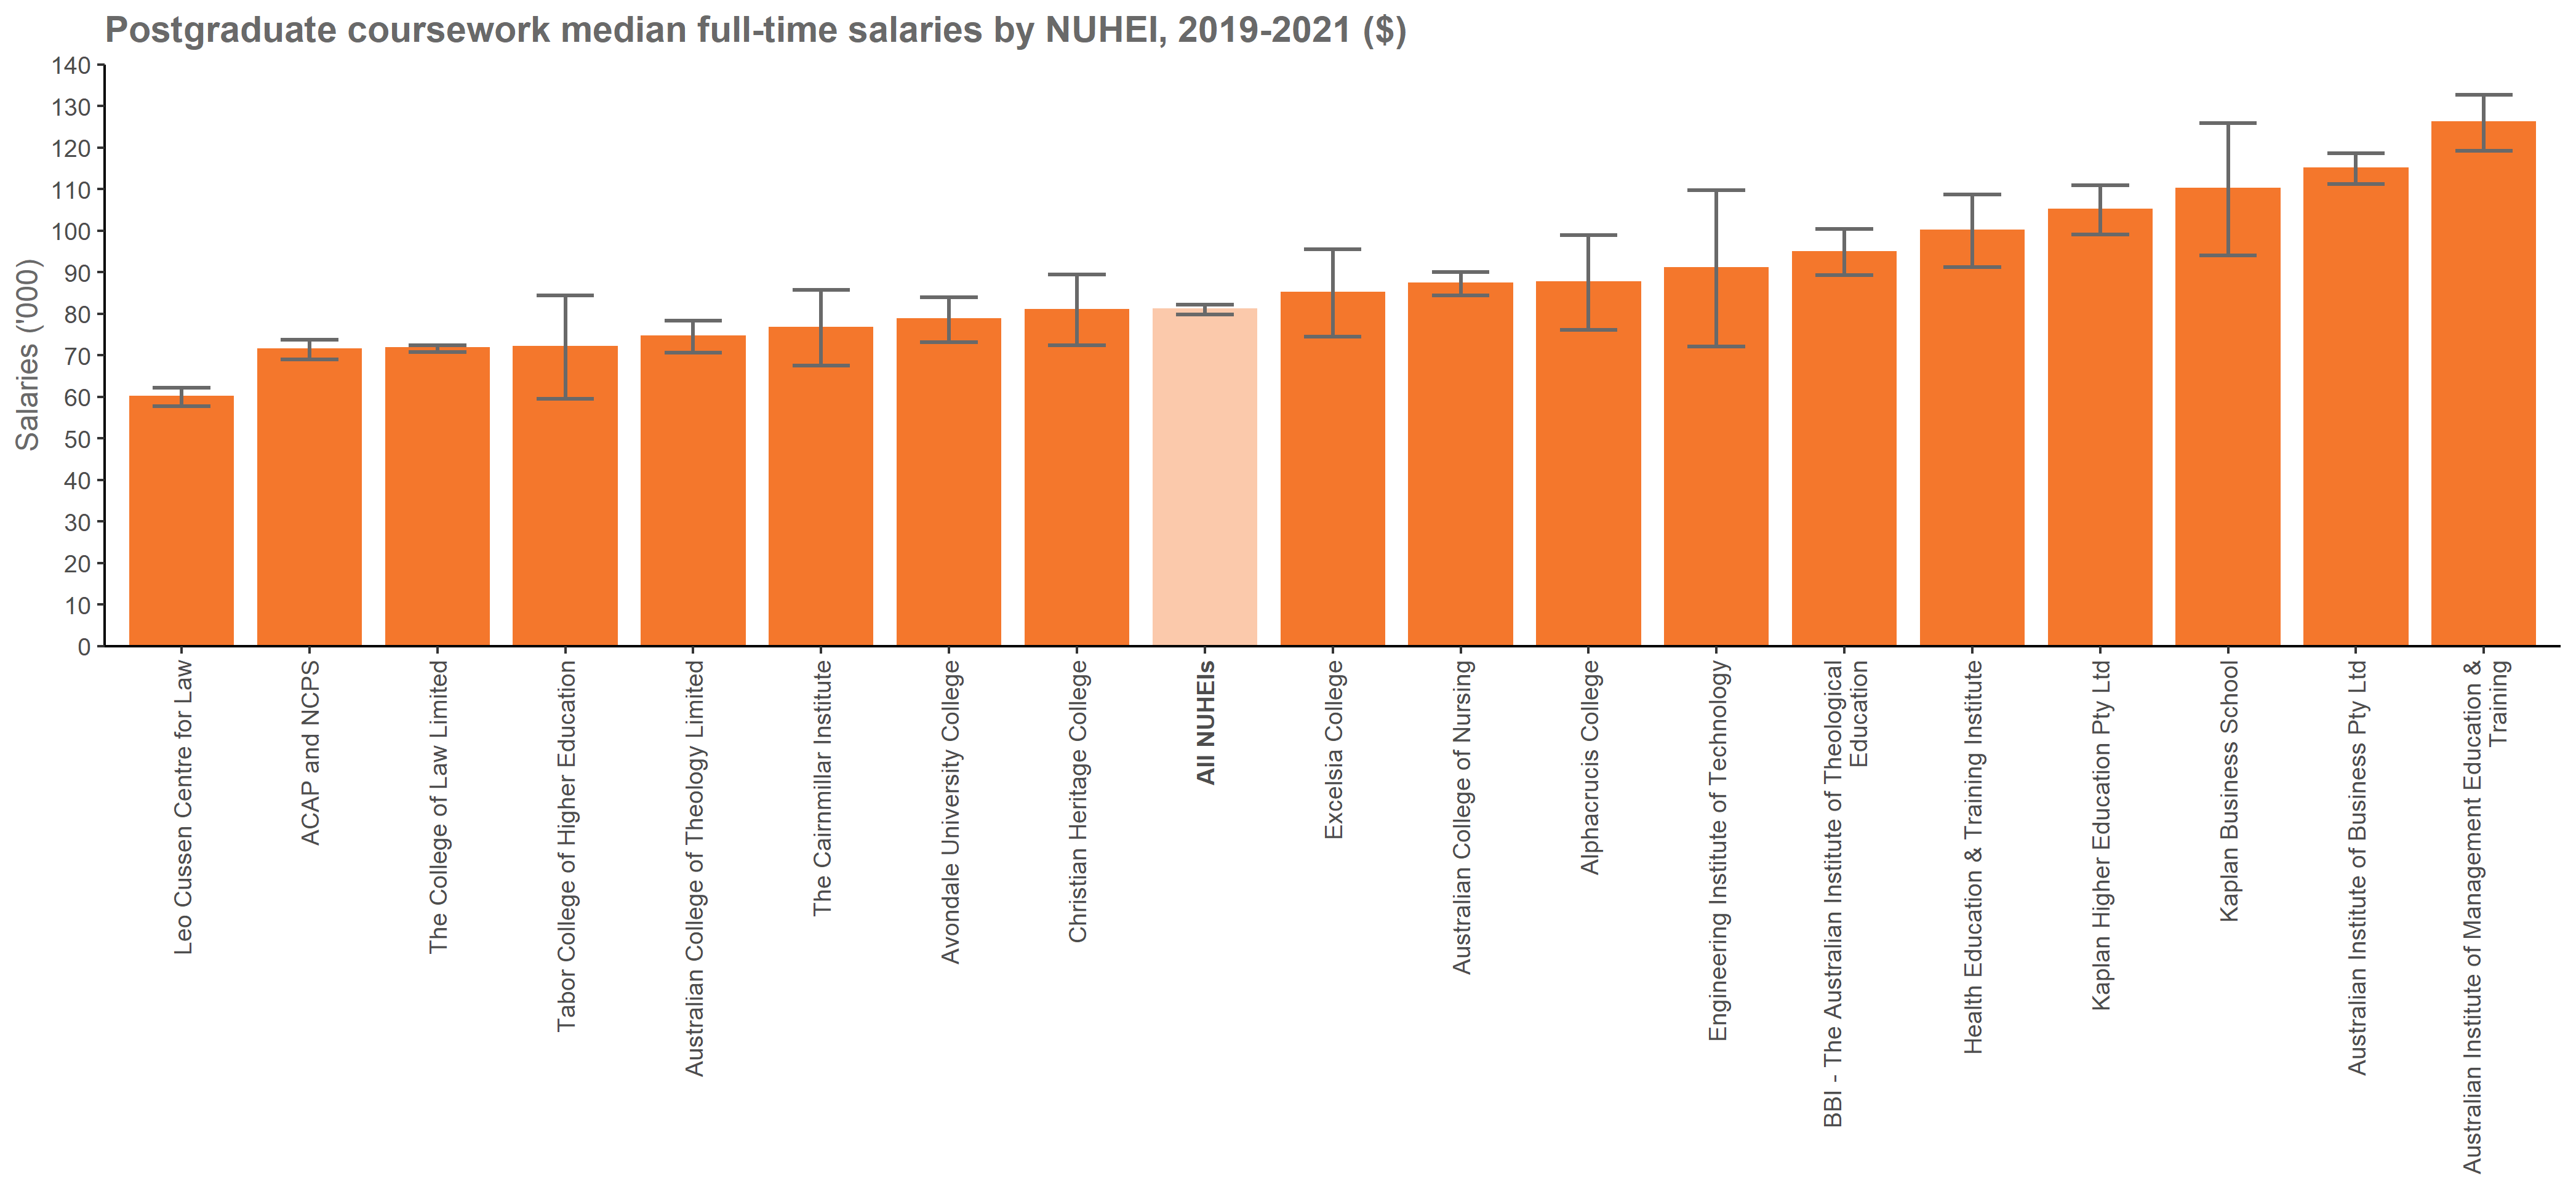 Postgraduate coursework median full-time salaries by NUHEI, 2019-2021 ($)
Salaries ('000)
140
130
120
110
100
90
80
70
60
50
40
30
20
10
0
Leo Cussen Centre for Law
ACAP and NCPS
The College of Law Limited
Tabor College of Higher Education
Australian College of Theology Limited
The Cairnmillar Institute
Avondale University College
Christian Heritage College
All NUHEIs
Excelsia College
Australian College of Nursing
Alphacrucis College
Engineering Institute of Technology
BBI - The Australian Institute of Theological
Education
Health Education & Training Institute
Kaplan Higher Education Pty Ltd
Kaplan Business School
Australian Institute of Business Pty Ltd
Australian Institute of Management Education &
Training